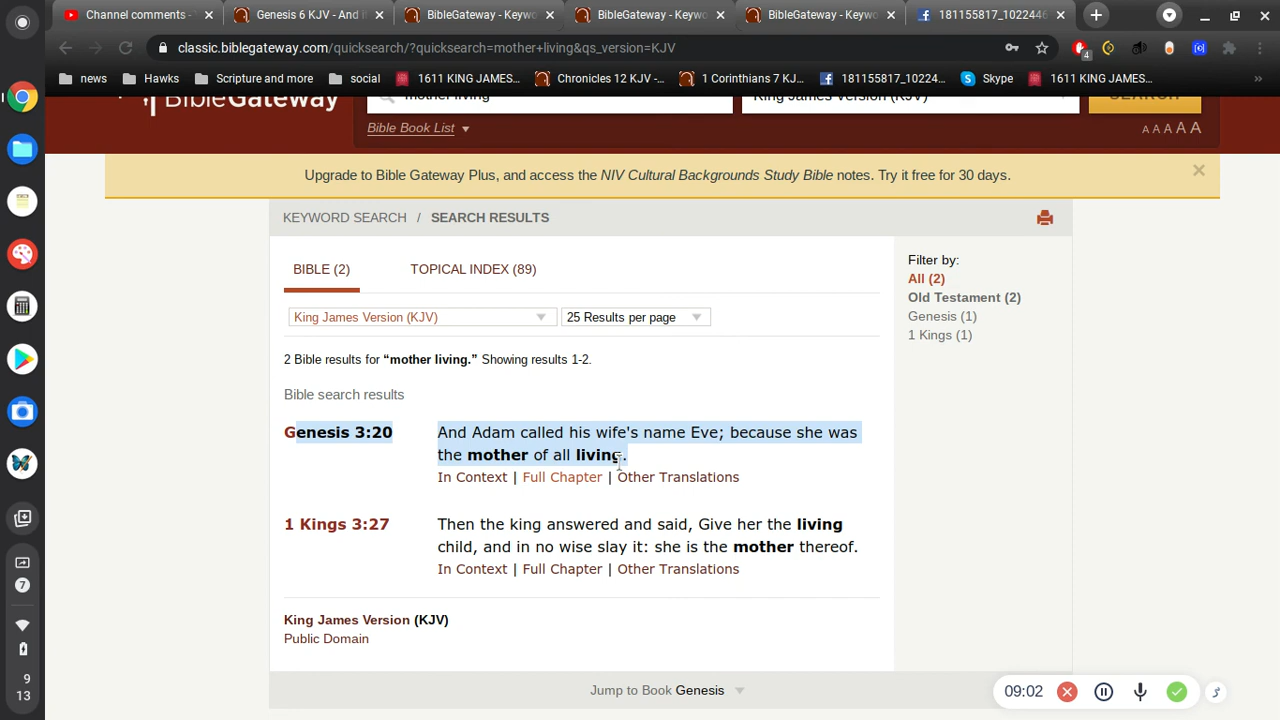 Channel comments -
Genesis 6 KJV - And i
BibleGateway - Keywo
BibleGateway - Keywo
BibleGateway - Keywo
181155817_1022446
classic.biblegateway.com/quicksearch/?quicksearch=mother+living&qs_version=KJV
4
news
Hawks
Scripture and more
social
1611 KING JAMES...
Chronicles 12 KJV -...
1 Corinthians 7 KJ...
181155817_10224...
Skype
1611 KING JAMES...
»
BibleGateway
mother living
King James Version (KJV)
SEARCH
Bible Book List
A A A A A
Upgrade to Bible Gateway Plus, and access the NIV Cultural Backgrounds Study Bible notes. Try it free for 30 days.
KEYWORD SEARCH / SEARCH RESULTS
BIBLE (2)
TOPICAL INDEX (89)
King James Version (KJV)
25 Results per page
2 Bible results for “mother living.” Showing results 1-2.
Bible search results
Genesis 3:20
And Adam called his wife's name Eve; because she was
the mother of all living.
In Context | Full Chapter | Other Translations
1 Kings 3:27
Then the king answered and said, Give her the living
child, and in no wise slay it: she is the mother thereof.
In Context | Full Chapter | Other Translations
King James Version (KJV)
Public Domain
Filter by:
All (2)
Old Testament (2)
Genesis (1)
1 Kings (1)
Jump to Book Genesis
7
9
13
09:02